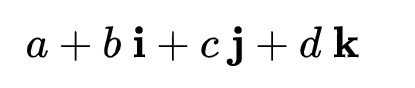 a + b i + c j + d k